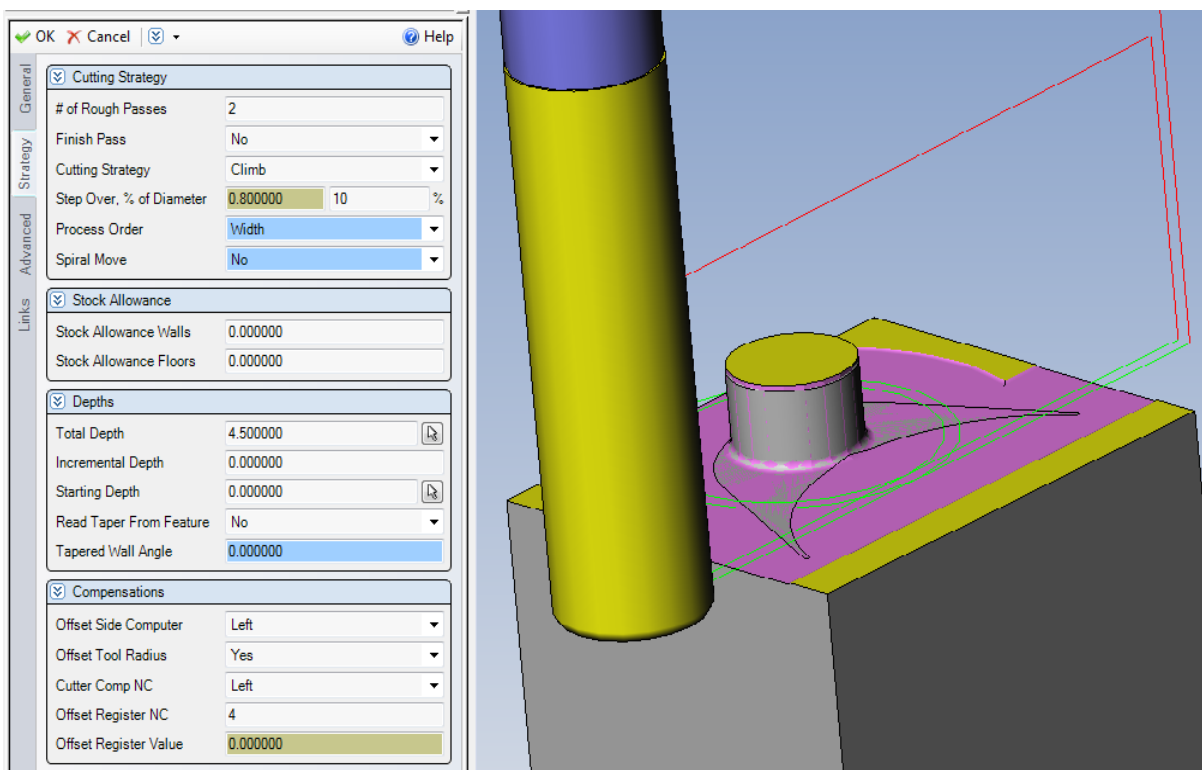 OK Cancel Help
General
Strategy
Advanced
Links
Cutting Strategy
# of Rough Passes 2
Finish Pass No
Cutting Strategy Climb
Step Over, % of Diameter 0.800000 10 %
Process Order Width
Spiral Move No
Stock Allowance
Stock Allowance Walls 0.000000
Stock Allowance Floors 0.000000
Depths
Total Depth 4.500000
Incremental Depth 0.000000
Starting Depth 0.000000
Read Taper From Feature No
Tapered Wall Angle 0.000000
Compensations
Offset Side Computer Left
Offset Tool Radius Yes
Cutter Comp NC Left
Offset Register NC 4
Offset Register Value 0.000000